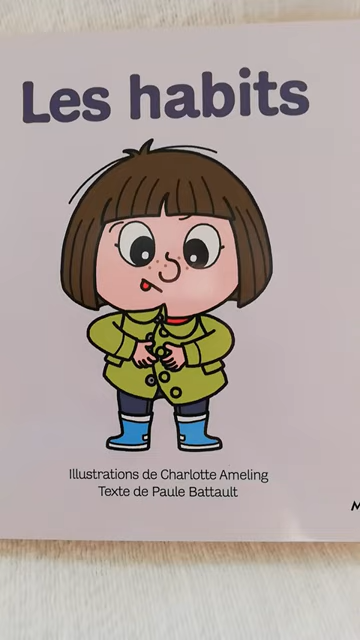 Les habits
Illustrations de Charlotte Ameling
Texte de Paule Battault